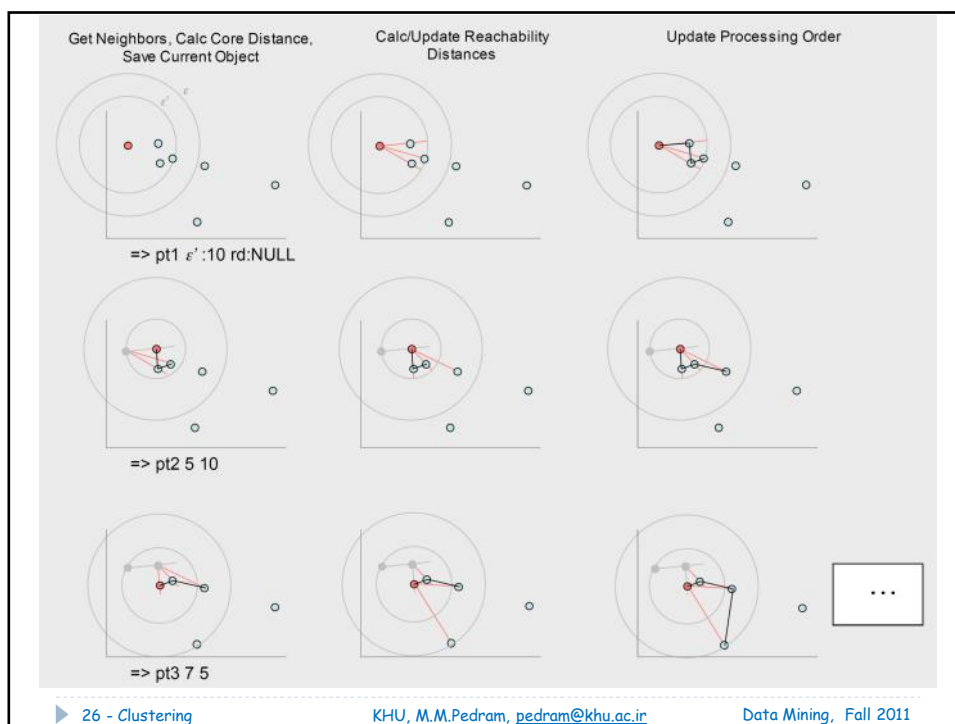 Get Neighbors, Calc Core Distance,
Save Current Object
Calc/Update Reachability
Distances
Update Processing Order
ε' ε
=> pt1 ε' :10 rd:NULL
=> pt2 5 10
=> pt3 7 5
...
26 - Clustering
KHU, M.M.Pedram, pedram@khu.ac.ir
Data Mining, Fall 2011